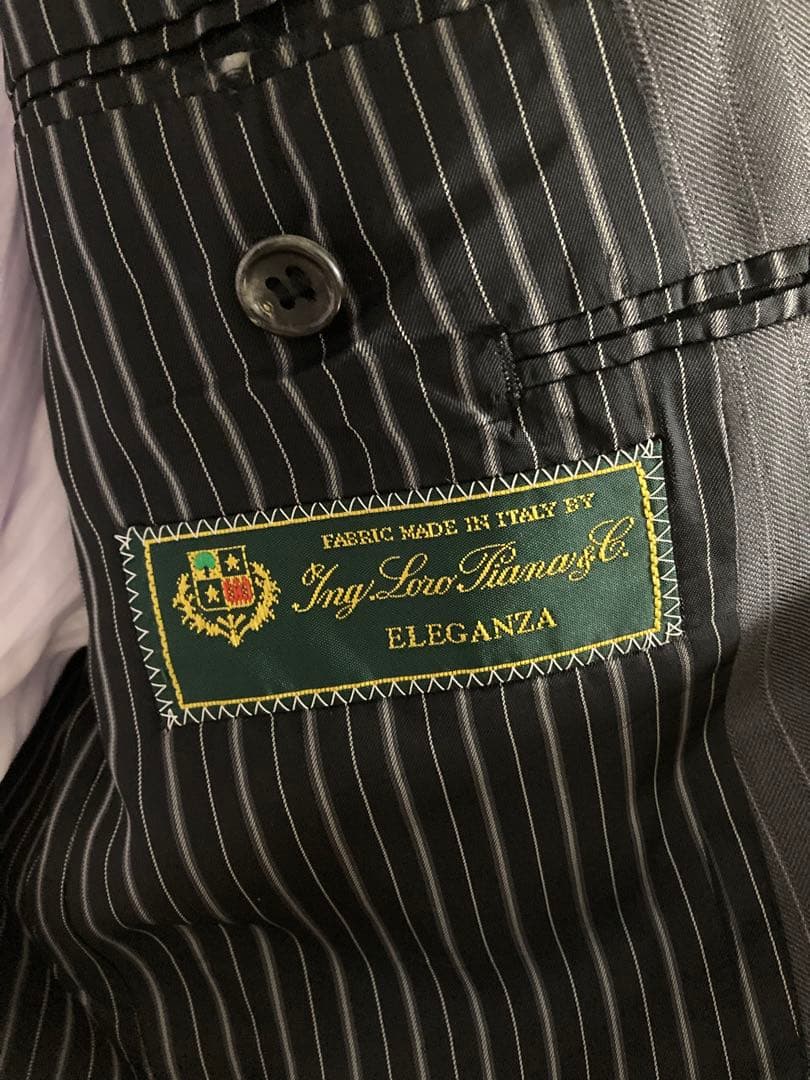 FABRIC MADE IN ITALY BY
Ing. Loro Piana & C.
ELEGANZA